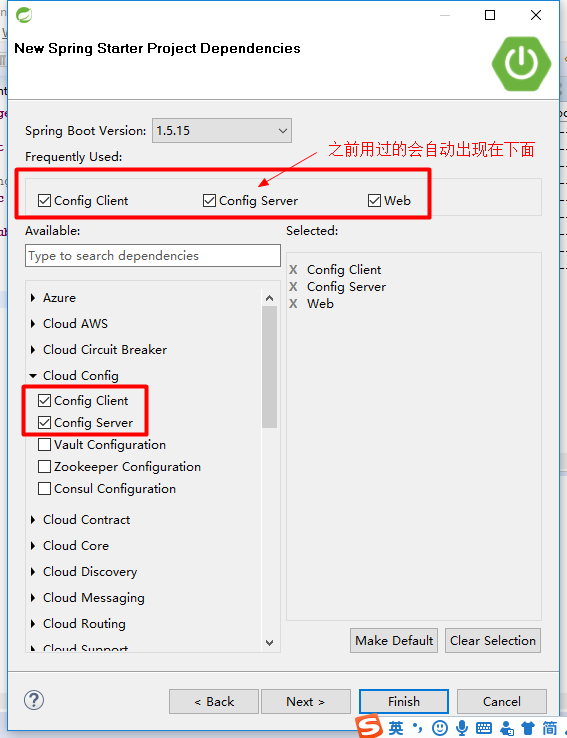 New Spring Starter Project Dependencies
Spring Boot Version: 1.5.15
Frequently Used:
之前用过的会自动出现在下面
Config Client Config Server Web
Available: Selected:
Type to search dependencies
X Config Client
X Config Server
X Web
Azure
Cloud AWS
Cloud Circuit Breaker
Cloud Config
Config Client
Config Server
Vault Configuration
Zookeeper Configuration
Consul Configuration
Cloud Contract
Cloud Core
Cloud Discovery
Cloud Messaging
Cloud Routing
Cloud Support
Make Default Clear Selection
? < Back Next > Finish Cancel
S 英 简